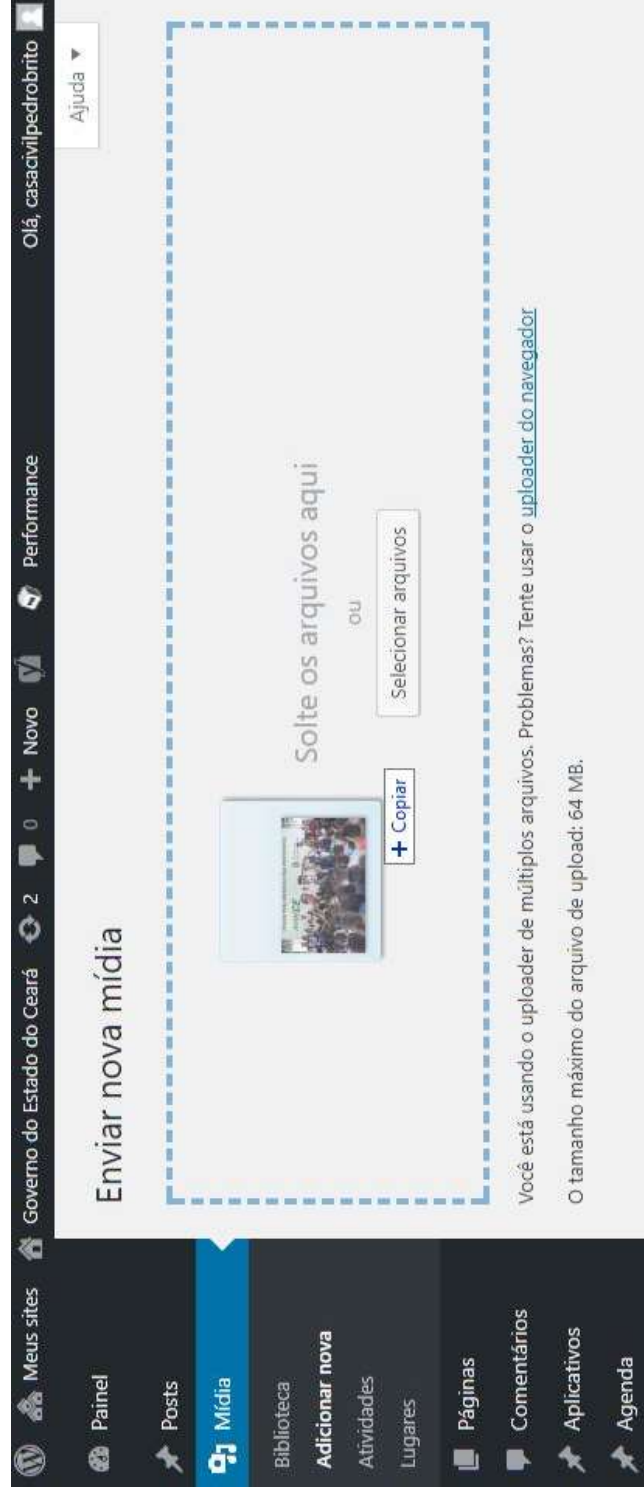 Meus sites
Governo do Estado do Ceará
2
0
+ Novo
Performance
Olá, casacivilpedrobrito
Ajuda
Painel
Posts
Mídia
Biblioteca
Adicionar nova
Atividades
Lugares
Páginas
Comentários
Aplicativos
Agenda
Enviar nova mídia
Solte os arquivos aqui
ou
Selecionar arquivos
+ Copiar
Você está usando o uploader de múltiplos arquivos. Problemas? Tente usar o uploader do navegador
O tamanho máximo do arquivo de upload: 64 MB.